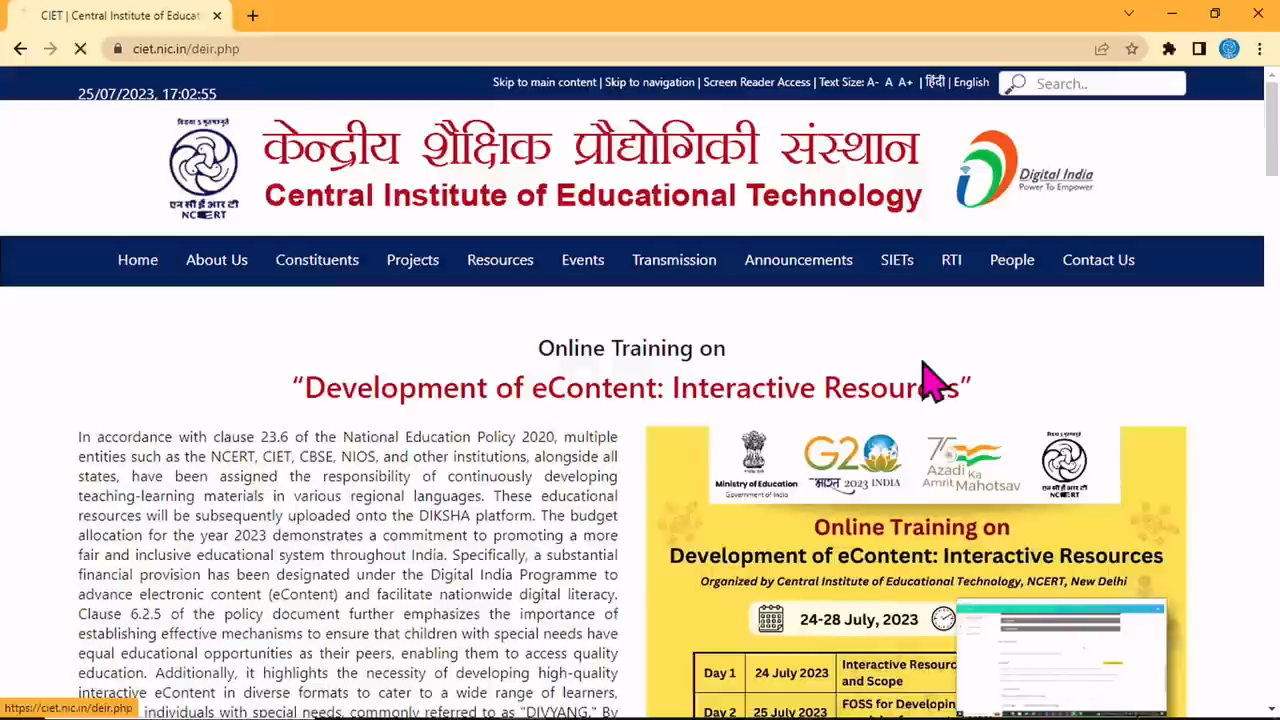 CIET | Central Institute of Educat
ciet.nic.in/deir.php
Skip to main content | Skip to navigation | Screen Reader Access | Text Size: A- A A+ | हिंदी | English
Search..
25/07/2023, 17:02:55
विद्यया ऽ मृतमश्नुते
एन सी ई आर टी
NCERT
केन्द्रीय शैक्षिक प्रौद्योगिकी संस्थान
Central Institute of Educational Technology
Digital India
Power To Empower
Home About Us Constituents Projects Resources Events Transmission Announcements SIETs RTI People Contact Us
Online Training on
“Development of eContent: Interactive Resources”
In accordance with clause 23.6 of the National Education Policy 2020, multiple
entities such as the NCERT, CIET, CBSE, NIOS, and other institutions, alongside all
states, have been assigned the responsibility of continuously developing
teaching-learning materials in various regional languages. These educational
resources will be subsequently uploaded onto the DIKSHA platform. The budget
allocation for the year 2023 demonstrates a commitment to promoting a more
fair and inclusive educational system throughout India. Specifically, a substantial
financial provision has been designated under the Digital India Programme to
advance electronic content (eContent) and facilitate nationwide digital literacy.
Clause 6.2.5 of the policy document further emphasizes the importance of
establishing effective mechanisms to ensure that children with special needs have
equal educational opportunities as their peers, enabling them to access quality
education. Additionally, it highlights the necessity of developing high-quality
interactive eContent in diverse formats to cater to a wide range of learners,
individuals with special needs commonly referred to as "DIVYANG." By
https://ciet.nic.in/deir.php
Ministry of Education
Government of India
G20
भारत 2023 INDIA
75
Azadi Ka
Amrit Mahotsav
Online Training on
Development of eContent: Interactive Resources
Organized by Central Institute of Educational Technology, NCERT, New Delhi
24-28 July, 2023
Day 1 24 July 2023 Interactive Resourc
and Scope
Day 2 25 July 2023 FOSS for Developing